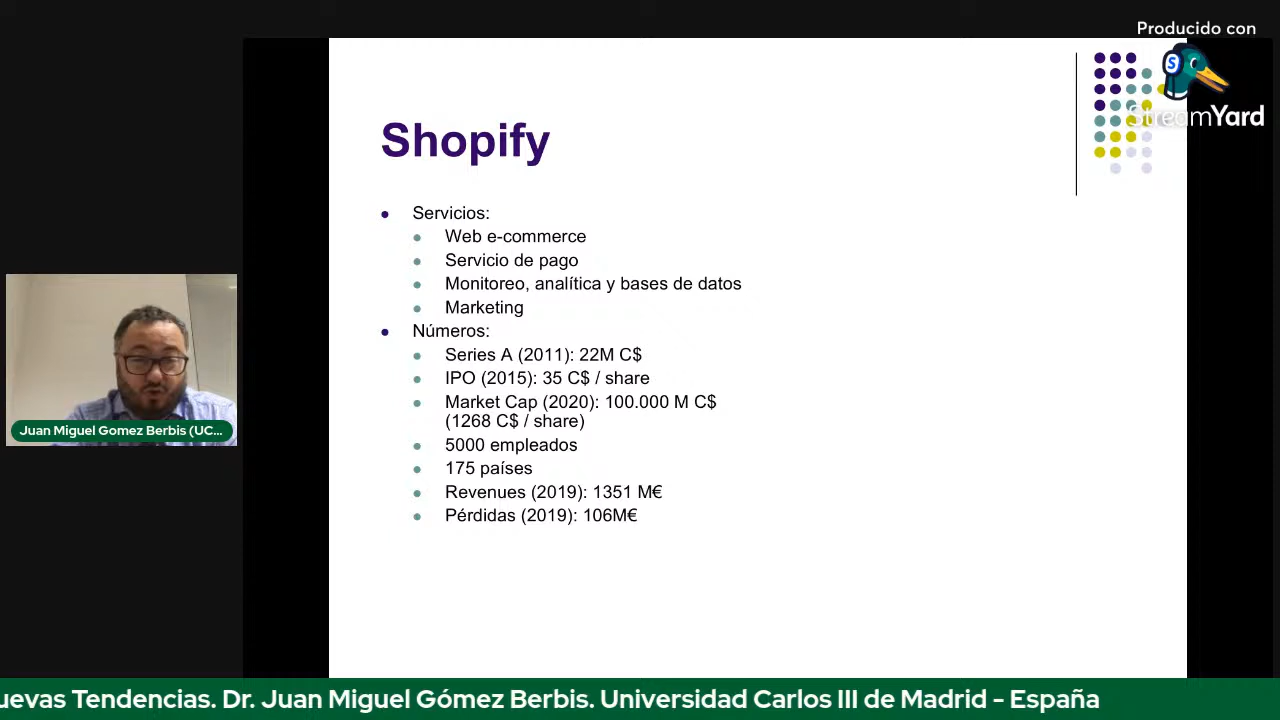 Producido con
StreamYard
Shopify
Servicios:
Web e-commerce
Servicio de pago
Monitoreo, analítica y bases de datos
Marketing
Números:
Series A (2011): 22M C$
IPO (2015): 35 C$ / share
Market Cap (2020): 100.000 M C$
(1268 C$ / share)
5000 empleados
175 países
Revenues (2019): 1351 M€
Pérdidas (2019): 106M€
Juan Miguel Gomez Berbis (UC...
uevas Tendencias. Dr. Juan Miguel Gómez Berbis. Universidad Carlos III de Madrid - España